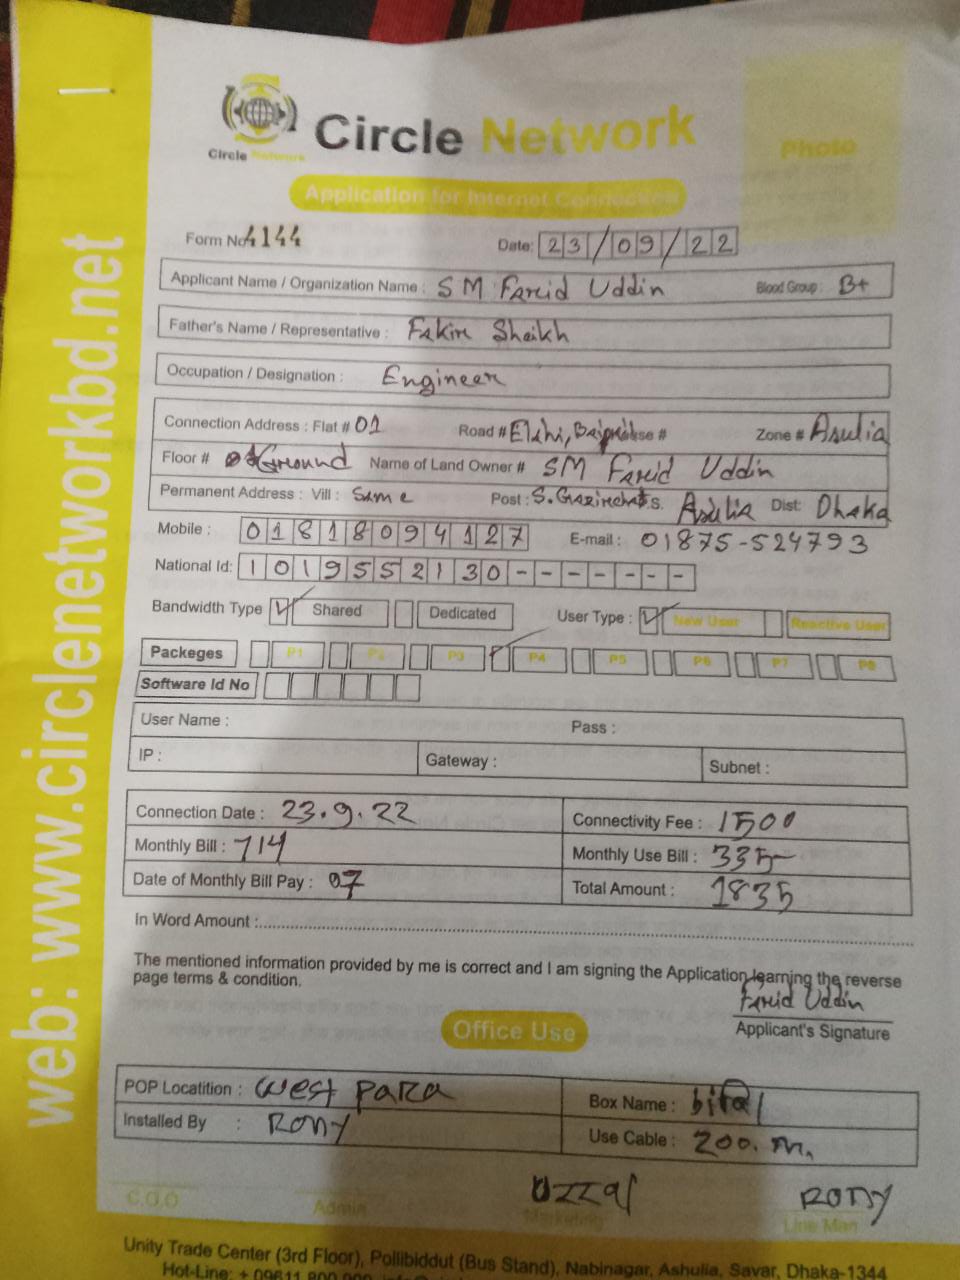 web: www.circlenetworkbd.net
Circle Network
Circle Network
Photo
Application for Internet Connection
Form No 4144 Date: 23/09/22
Applicant Name / Organization Name : SM Farid Uddin Blood Group : B+
Father's Name / Representative : Fakir Sheikh
Occupation / Designation : Engineer
Connection Address : Flat # 01 Road # Elahi, Zone # Asulia
Floor # Ground Name of Land Owner # SM Farid Uddin
Permanent Address : Vill : Same Post : S. Gazirchat P.S. Asulia Dist: Dhaka
Mobile : 01818094127 E-mail : 01875-524793
National Id: 1019552130-------
Bandwidth Type Shared Dedicated User Type : New User Reactive User
Packeges P1 P2 P3 P4 P5 P6 P7 P8
Software Id No
User Name : Pass :
IP : Gateway : Subnet :
Connection Date : 23.9.22 Connectivity Fee : 1500
Monthly Bill : 714 Monthly Use Bill : 335
Date of Monthly Bill Pay : 07 Total Amount : 1835
In Word Amount :
The mentioned information provided by me is correct and I am signing the Application learning the reverse
page terms & condition.
Farid Uddin
Applicant's Signature
Office Use
POP Locatition : West PaRa Box Name :
Installed By : RONY Use Cable : 200. m.
UZZal RONY
C.O.O Admin Marketing Line Man
Unity Trade Center (3rd Floor), Pollibiddut (Bus Stand), Nabinagar, Ashulia, Savar, Dhaka-1344
Hot-Line: + 09611 800 900